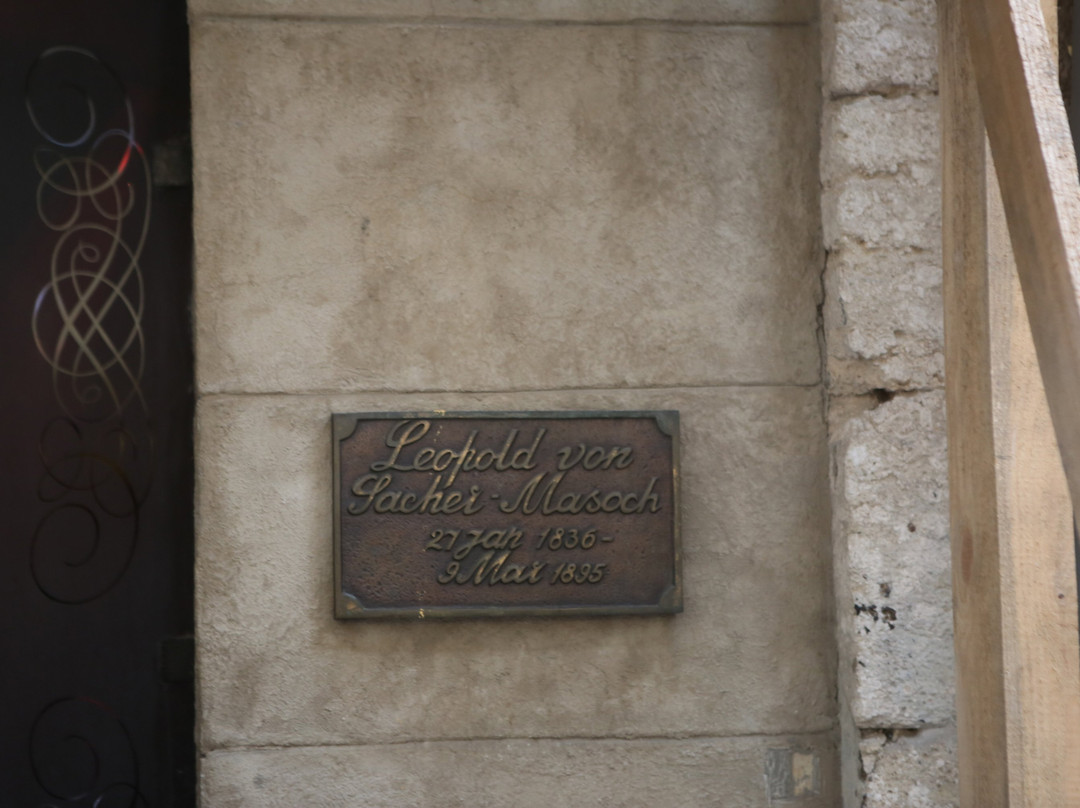 Leopold von
Sacher-Masoch
27 Jan 1836-
9 Mar 1895